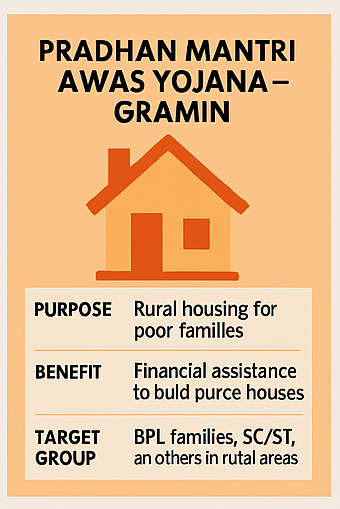 PRADHAN MANTRI
AWAS YOJANA–
GRAMIN
PURPOSE
Rural housing for
poor familles
BENEFIT
Financial assistance
to buld purce houses
TARGET
GROUP
BPL families, SC/ST,
an others in rutal areas